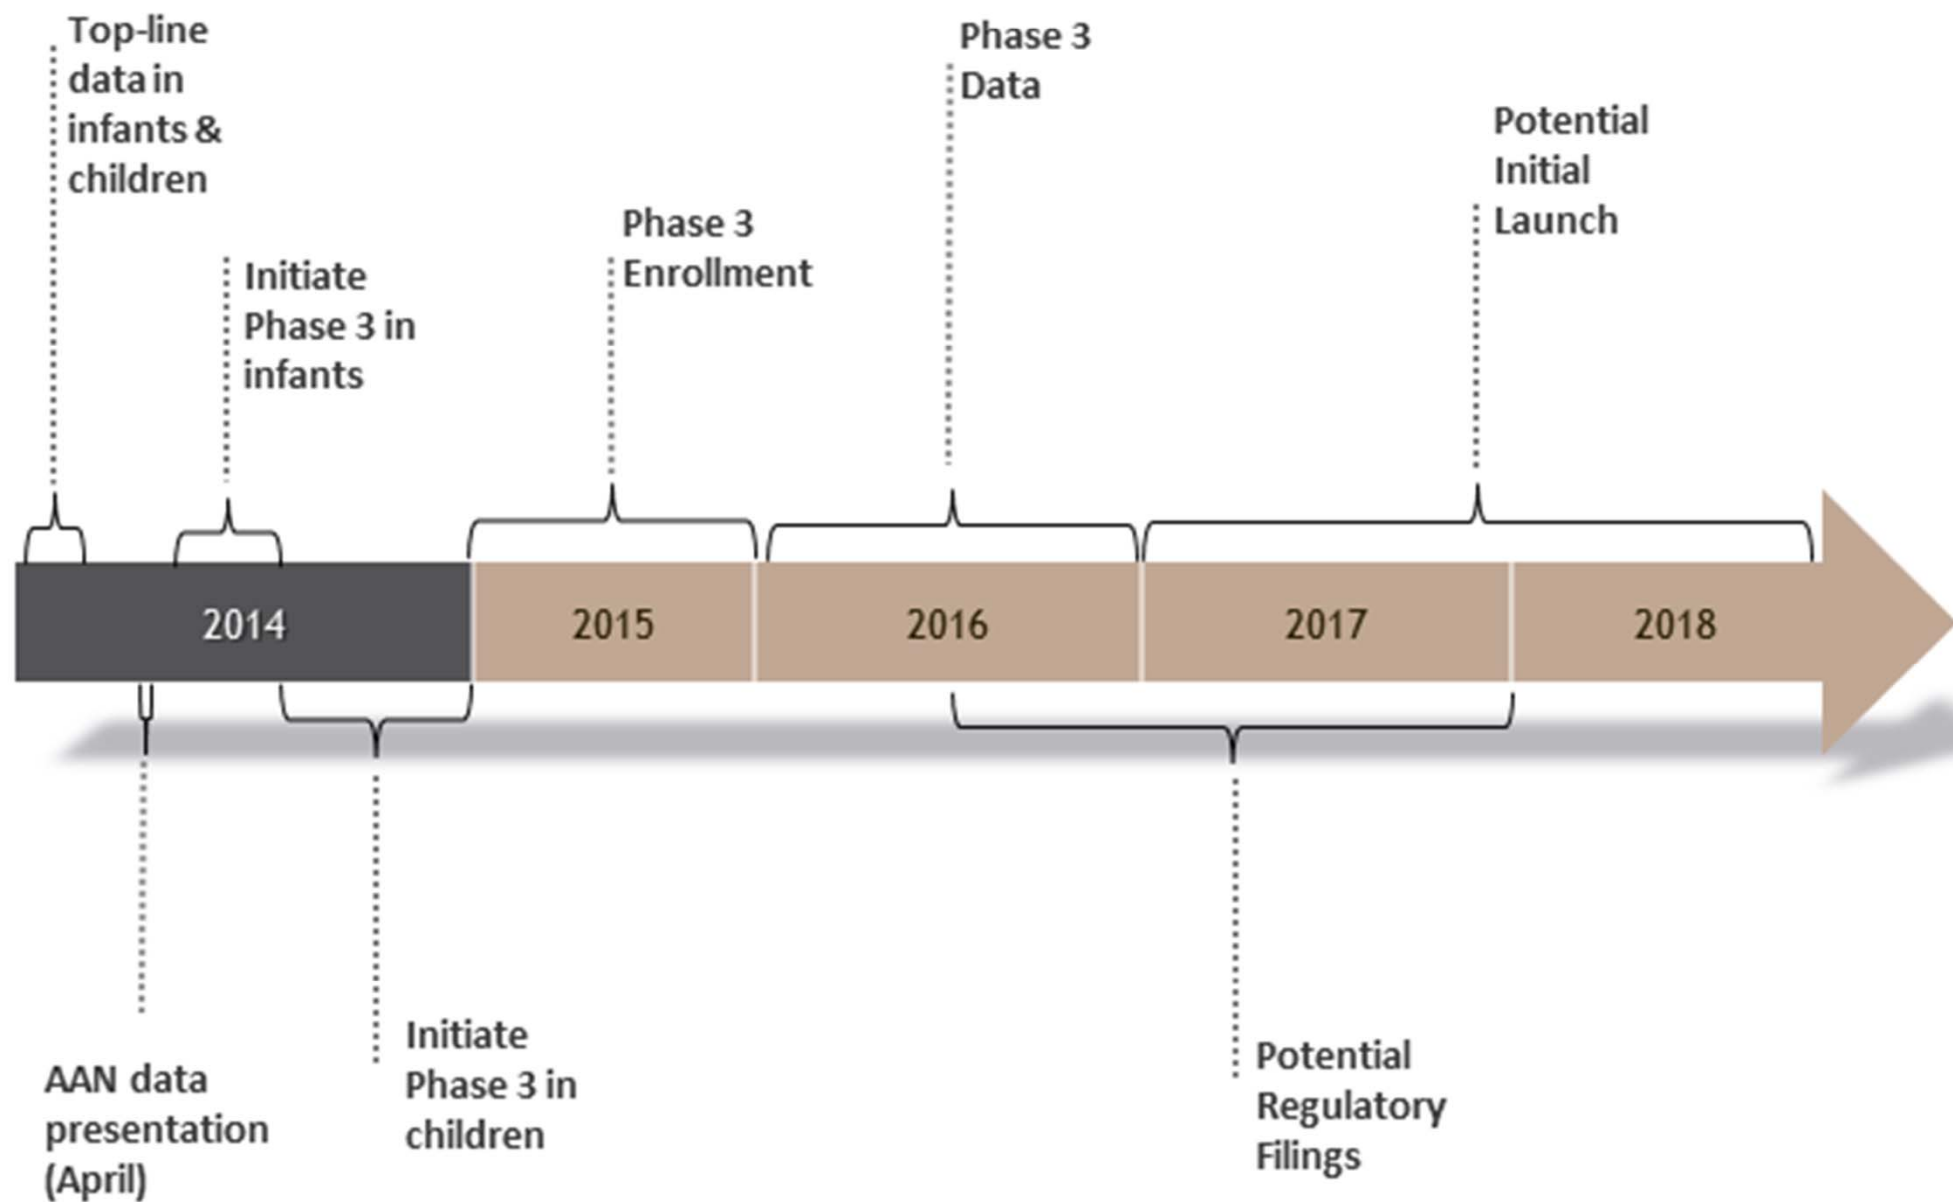 Top-line
data in
infants &
children
Initiate
Phase 3 in
infants
Phase 3
Enrollment
Phase 3
Data
Potential
Initial
Launch
2014
2015
2016
2017
2018
AAN data
presentation
(April)
Initiate
Phase 3 in
children
Potential
Regulatory
Filings